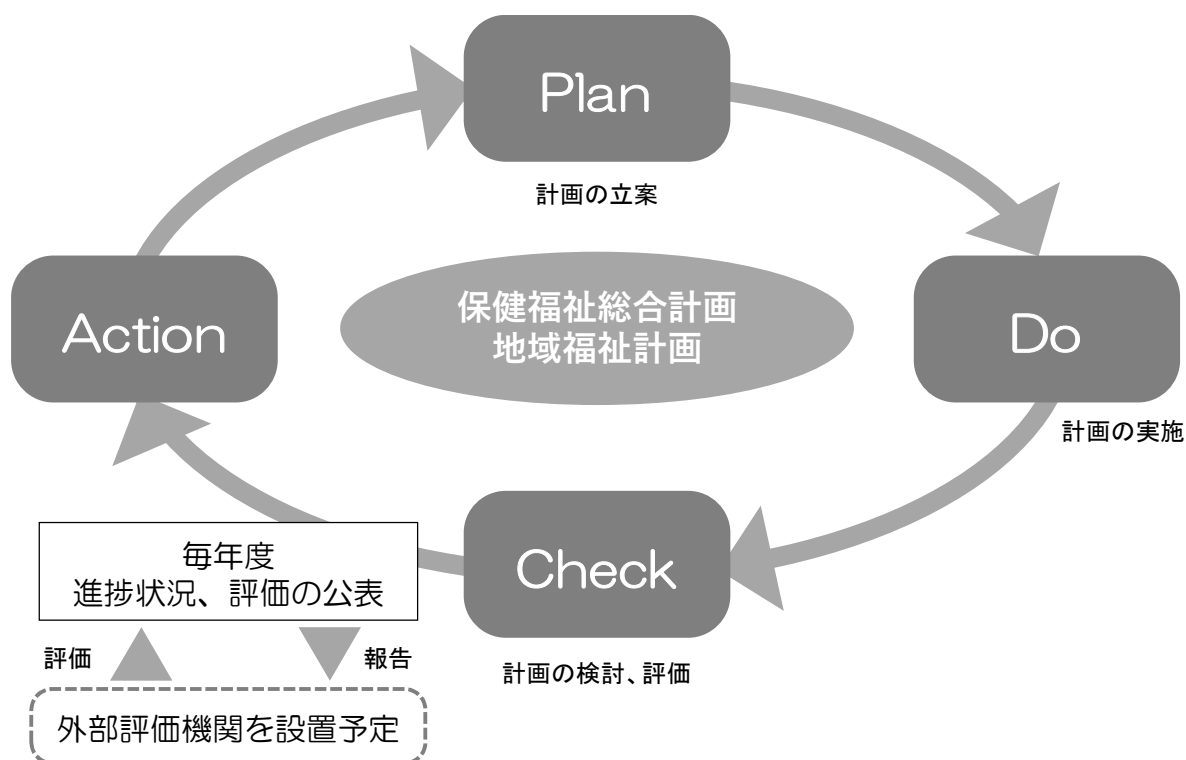 Plan
計画の立案
Action
保健福祉総合計画
地域福祉計画
Do
計画の実施
Check
計画の検討、評価
毎年度
進捗状況、評価の公表
評価
報告
外部評価機関を設置予定